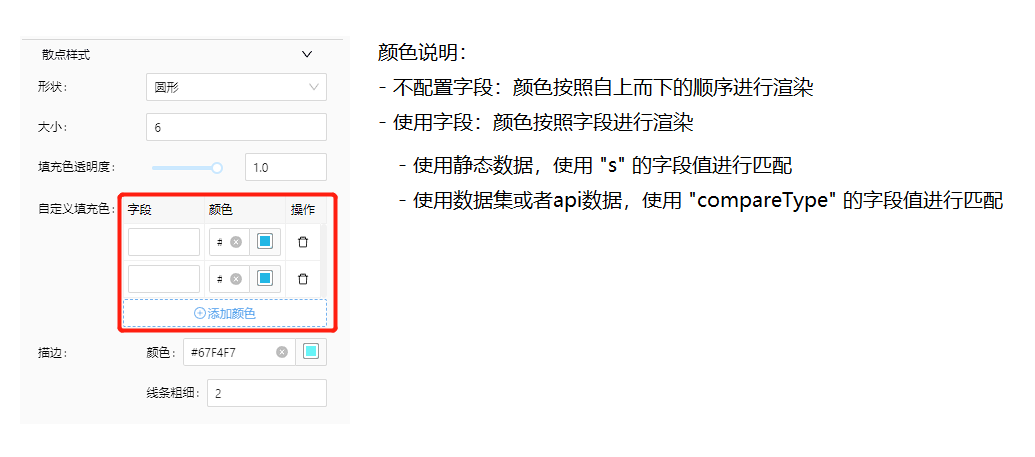 散点样式
形状：
圆形
大小：
6
填充色透明度：
1.0
自定义填充色：
字段 颜色 操作
#
#
添加颜色
描边：
颜色：
#67F4F7
线条粗细：
2
颜色说明：
- 不配置字段：颜色按照自上而下的顺序进行渲染
- 使用字段：颜色按照字段进行渲染
- 使用静态数据，使用 "s" 的字段值进行匹配
- 使用数据集或者api数据，使用 "compareType" 的字段值进行匹配